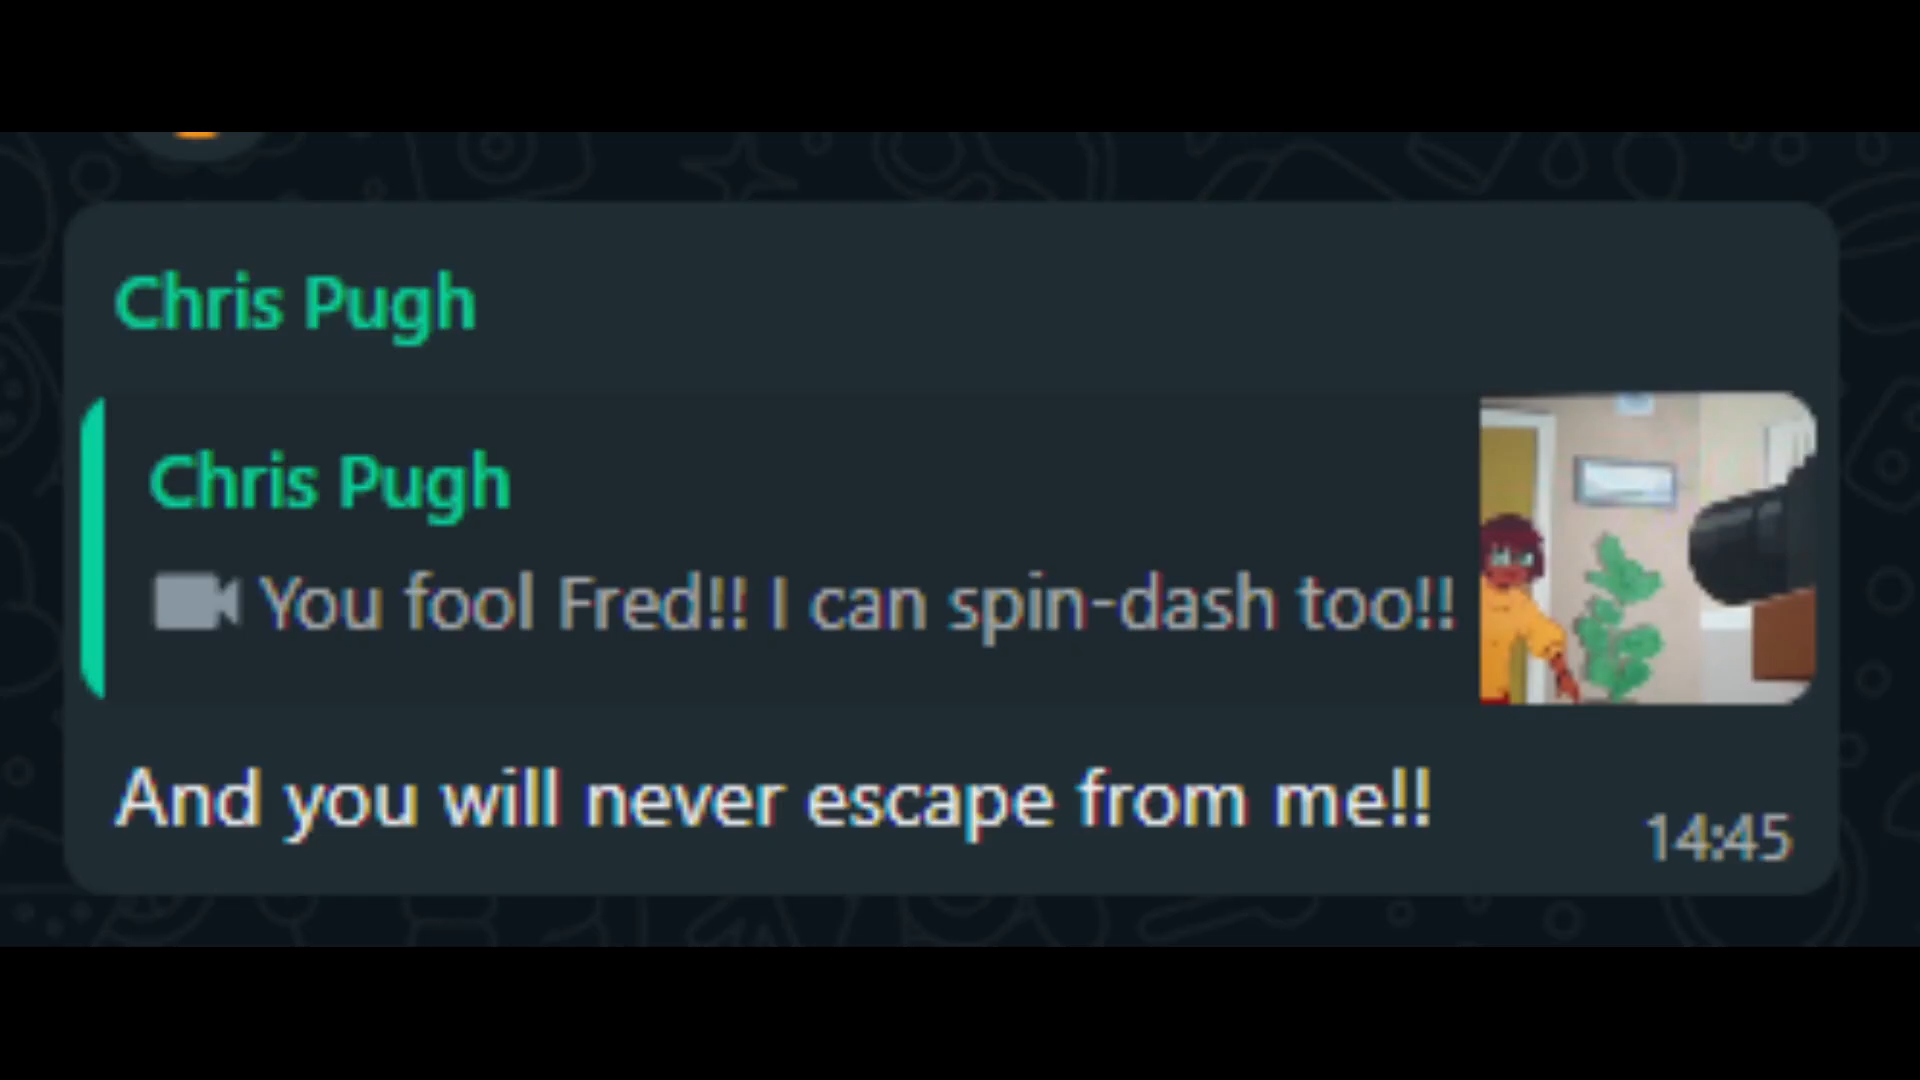 Chris Pugh
Chris Pugh
You fool Fred!! I can spin-dash too!!
And you will never escape from me!!
14:45